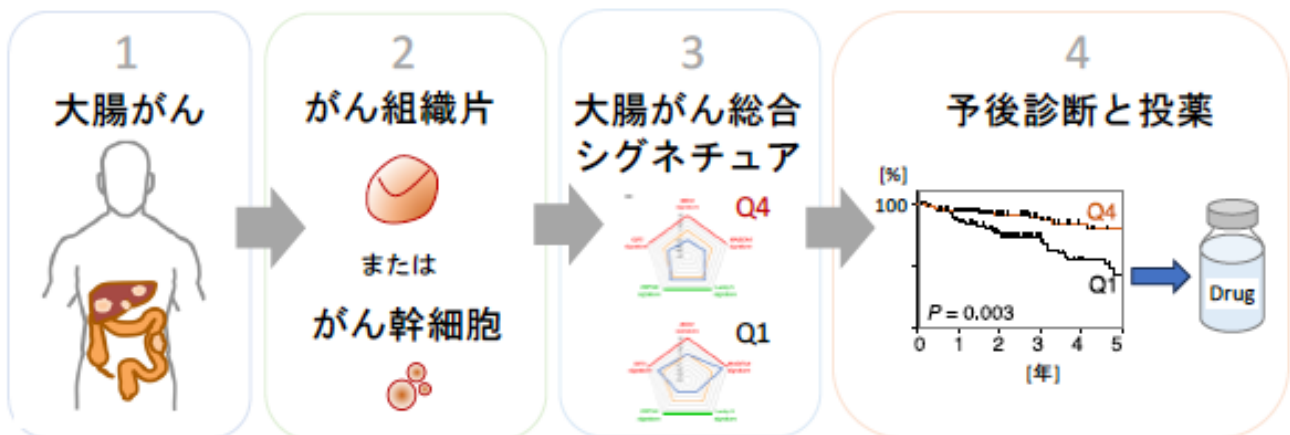 1
大腸がん
2
がん組織片
または
がん幹細胞
3
大腸がん総合
シグネチュア
Q4
Q1
4
予後診断と投薬
[%]
100
Q4
Q1
P = 0.003
0 1 2 3 4 5
[年]
Drug